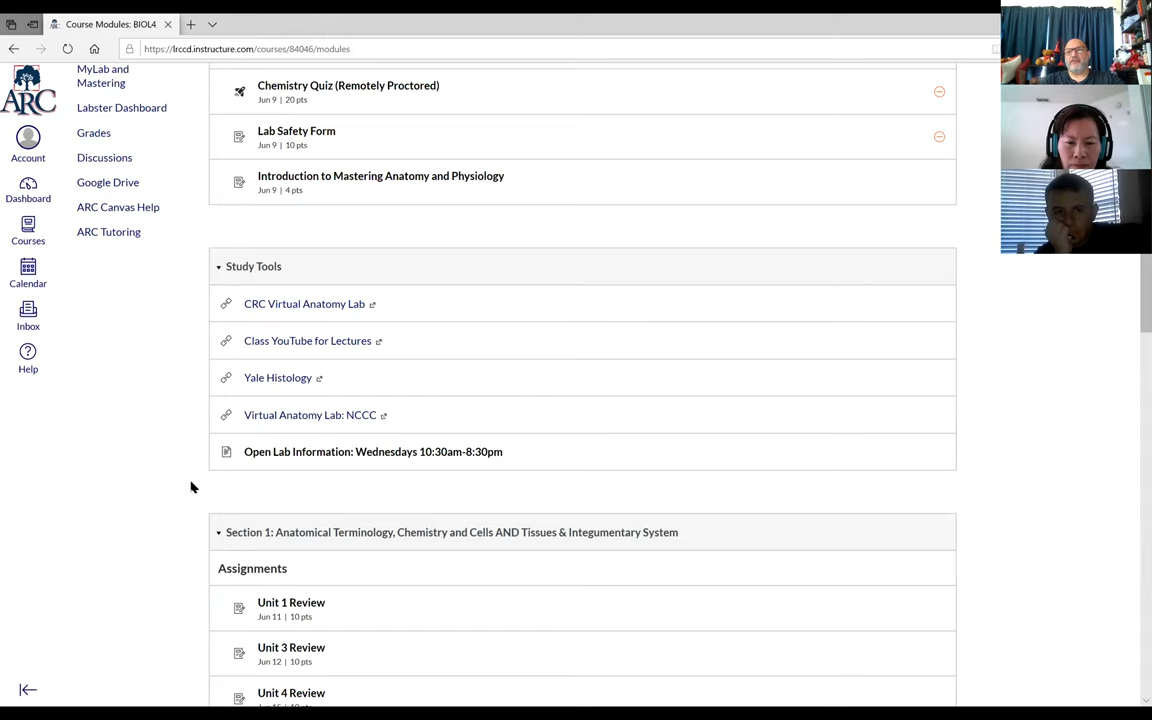 Course Modules: BIOL4
https://lrccd.instructure.com/courses/84046/modules
ARC
Account
Dashboard
Courses
Calendar
Inbox
Help
MyLab and
Mastering
Labster Dashboard
Grades
Discussions
Google Drive
ARC Canvas Help
ARC Tutoring
Chemistry Quiz (Remotely Proctored)
Jun 9 | 20 pts
Lab Safety Form
Jun 9 | 10 pts
Introduction to Mastering Anatomy and Physiology
Jun 9 | 4 pts
Study Tools
CRC Virtual Anatomy Lab
Class YouTube for Lectures
Yale Histology
Virtual Anatomy Lab: NCCC
Open Lab Information: Wednesdays 10:30am-8:30pm
Section 1: Anatomical Terminology, Chemistry and Cells AND Tissues & Integumentary System
Assignments
Unit 1 Review
Jun 11 | 10 pts
Unit 3 Review
Jun 12 | 10 pts
Unit 4 Review